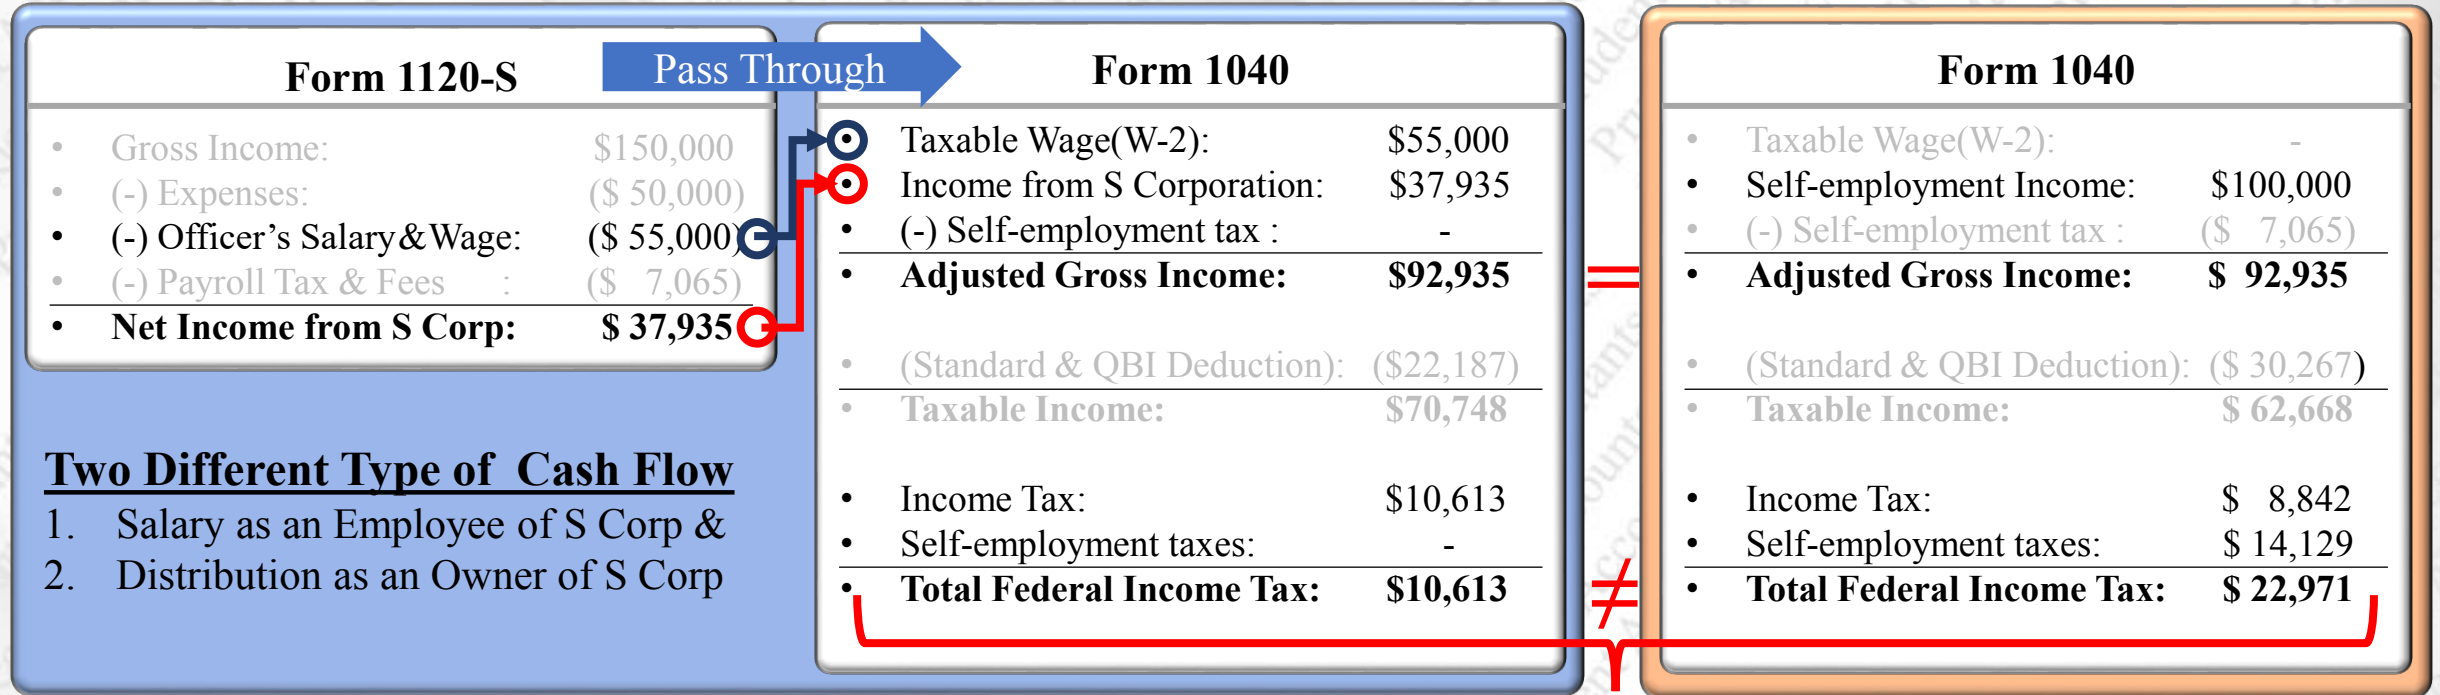 Form 1120-S
• Gross Income: $150,000
• (-) Expenses: ($ 50,000)
• (-) Officer's Salary&Wage: ($ 55,000)
• (-) Payroll Tax & Fees : ($ 7,065)
• Net Income from S Corp: $ 37,935
Two Different Type of Cash Flow
1. Salary as an Employee of S Corp &
2. Distribution as an Owner of S Corp
Pass Through
Form 1040
• Taxable Wage(W-2): $55,000
• Income from S Corporation: $37,935
• (-) Self-employment tax : -
• Adjusted Gross Income: $92,935
• (Standard & QBI Deduction): ($22,187)
• Taxable Income: $70,748
• Income Tax: $10,613
• Self-employment taxes: -
• Total Federal Income Tax: $10,613
=
≠
Form 1040
• Taxable Wage(W-2): -
• Self-employment Income: $100,000
• (-) Self-employment tax : ($ 7,065)
• Adjusted Gross Income: $ 92,935
• (Standard & QBI Deduction): ($ 30,267)
• Taxable Income: $ 62,668
• Income Tax: $ 8,842
• Self-employment taxes: $ 14,129
• Total Federal Income Tax: $ 22,971